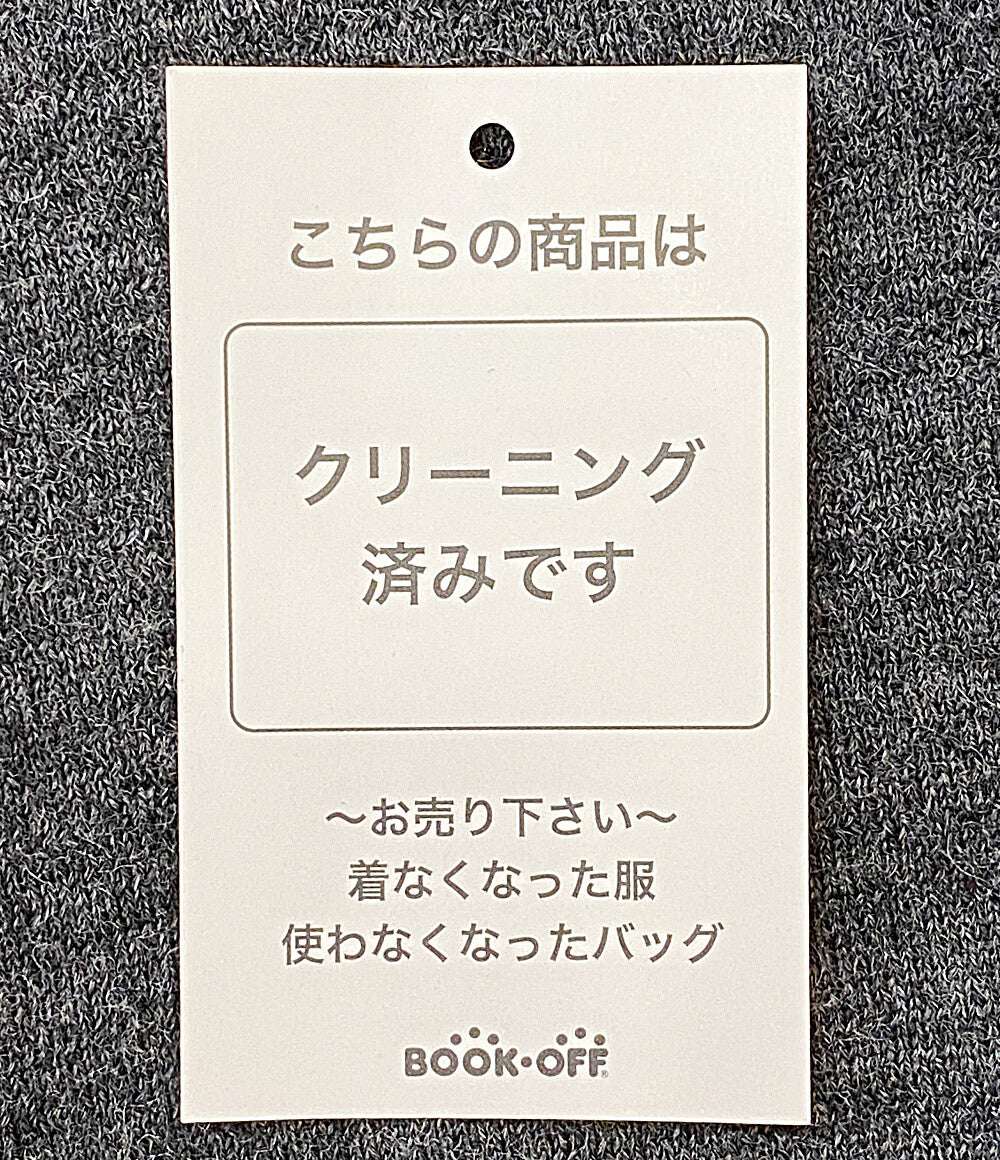 こちらの商品は
クリーニング
済みです
～お売り下さい～
着なくなった服
使わなくなったバッグ
BOOK・OFF®